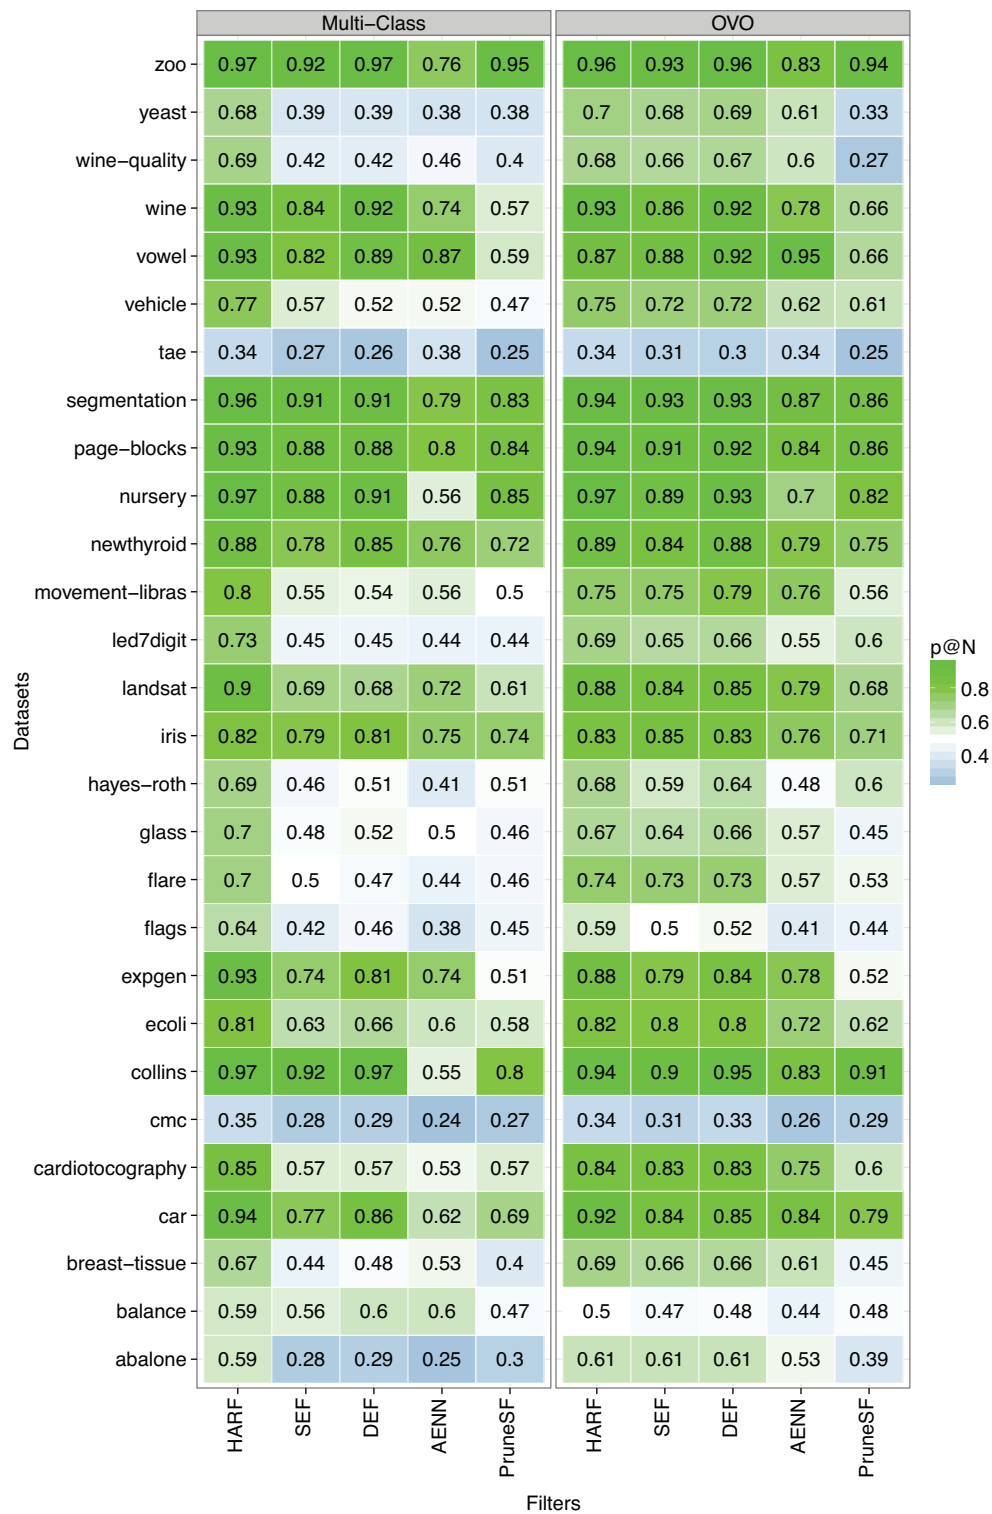 Multi−Class OVO
zoo 0.97 0.92 0.97 0.76 0.95 0.96 0.93 0.96 0.83 0.94
yeast 0.68 0.39 0.39 0.38 0.38 0.7 0.68 0.69 0.61 0.33
wine−quality 0.69 0.42 0.42 0.46 0.4 0.68 0.66 0.67 0.6 0.27
wine 0.93 0.84 0.92 0.74 0.57 0.93 0.86 0.92 0.78 0.66
vowel 0.93 0.82 0.89 0.87 0.59 0.87 0.88 0.92 0.95 0.66
vehicle 0.77 0.57 0.52 0.52 0.47 0.75 0.72 0.72 0.62 0.61
tae 0.34 0.27 0.26 0.38 0.25 0.34 0.31 0.3 0.34 0.25
segmentation 0.96 0.91 0.91 0.79 0.83 0.94 0.93 0.93 0.87 0.86
page−blocks 0.93 0.88 0.88 0.8 0.84 0.94 0.91 0.92 0.84 0.86
nursery 0.97 0.88 0.91 0.56 0.85 0.97 0.89 0.93 0.7 0.82
newthyroid 0.88 0.78 0.85 0.76 0.72 0.89 0.84 0.88 0.79 0.75
movement−libras 0.8 0.55 0.54 0.56 0.5 0.75 0.75 0.79 0.76 0.56
led7digit 0.73 0.45 0.45 0.44 0.44 0.69 0.65 0.66 0.55 0.6
landsat 0.9 0.69 0.68 0.72 0.61 0.88 0.84 0.85 0.79 0.68
iris 0.82 0.79 0.81 0.75 0.74 0.83 0.85 0.83 0.76 0.71
hayes−roth 0.69 0.46 0.51 0.41 0.51 0.68 0.59 0.64 0.48 0.6
glass 0.7 0.48 0.52 0.5 0.46 0.67 0.64 0.66 0.57 0.45
flare 0.7 0.5 0.47 0.44 0.46 0.74 0.73 0.73 0.57 0.53
flags 0.64 0.42 0.46 0.38 0.45 0.59 0.5 0.52 0.41 0.44
expgen 0.93 0.74 0.81 0.74 0.51 0.88 0.79 0.84 0.78 0.52
ecoli 0.81 0.63 0.66 0.6 0.58 0.82 0.8 0.8 0.72 0.62
collins 0.97 0.92 0.97 0.55 0.8 0.94 0.9 0.95 0.83 0.91
cmc 0.35 0.28 0.29 0.24 0.27 0.34 0.31 0.33 0.26 0.29
cardiotocography 0.85 0.57 0.57 0.53 0.57 0.84 0.83 0.83 0.75 0.6
car 0.94 0.77 0.86 0.62 0.69 0.92 0.84 0.85 0.84 0.79
breast−tissue 0.67 0.44 0.48 0.53 0.4 0.69 0.66 0.66 0.61 0.45
balance 0.59 0.56 0.6 0.6 0.47 0.5 0.47 0.48 0.44 0.48
abalone 0.59 0.28 0.29 0.25 0.3 0.61 0.61 0.61 0.53 0.39
HARF SEF DEF AENN PruneSF HARF SEF DEF AENN PruneSF
Filters
Datasets
p@N
0.8
0.6
0.4